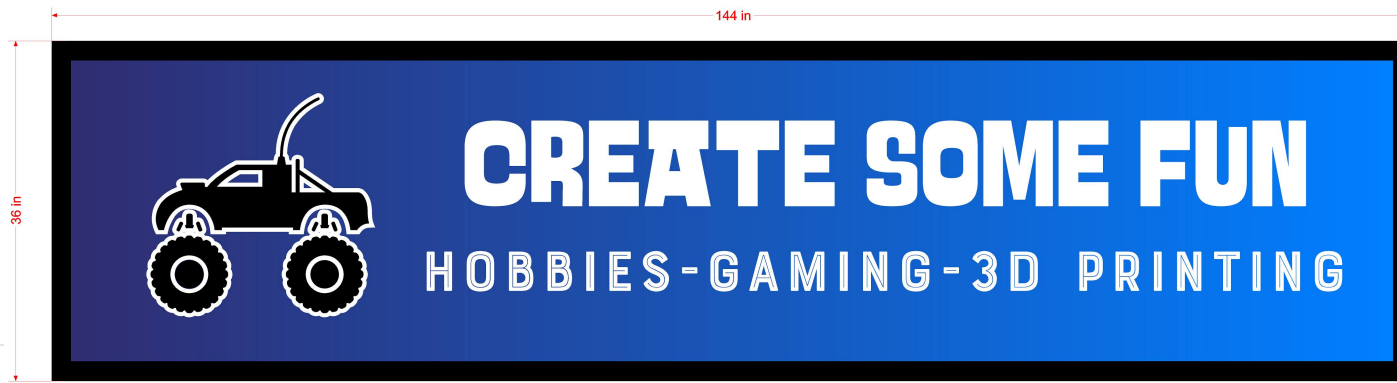 144 in
36 in
CREATE SOME FUN
HOBBIES-GAMING-3D PRINTING